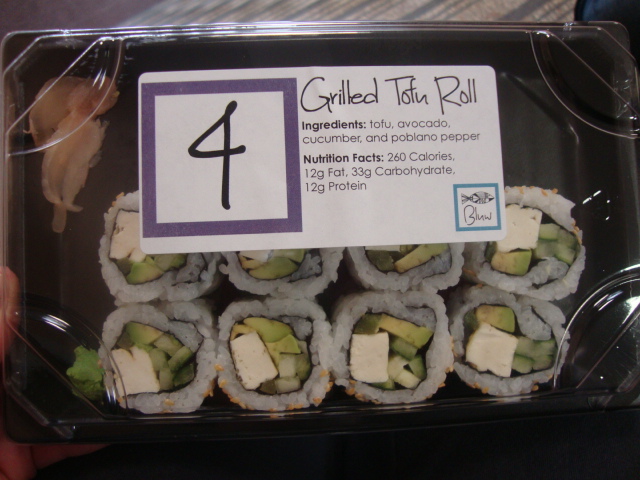 4
Grilled Tofu Roll
Ingredients: tofu, avocado,
cucumber, and poblano pepper
Nutrition Facts: 260 Calories,
12g Fat, 33g Carbohydrate,
12g Protein
Bluw